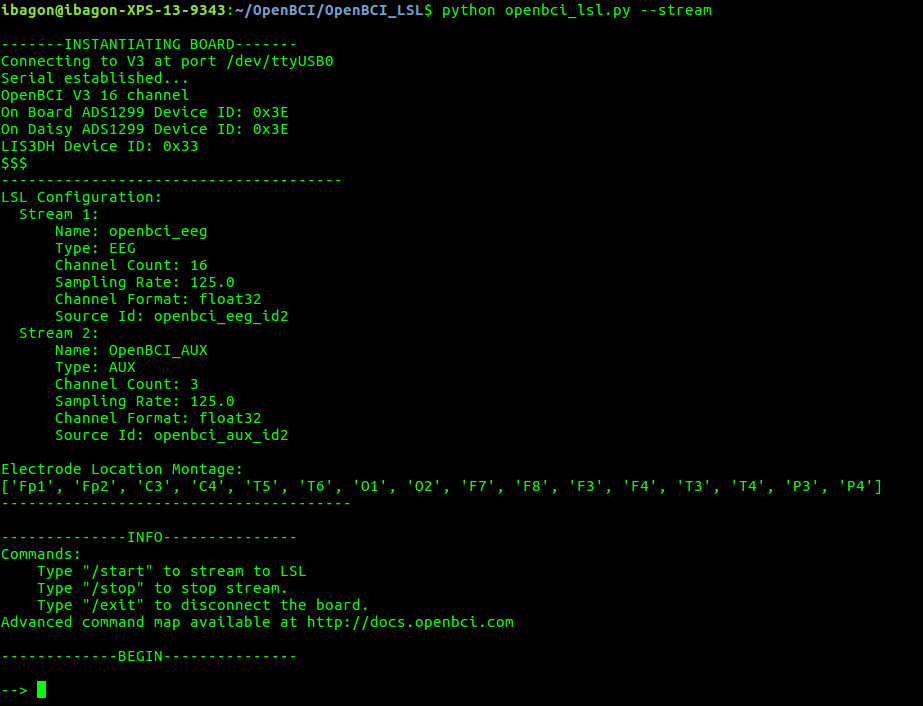 ibagon@ibagon-XPS-13-9343:~/OpenBCI/OpenBCI_LSL$ python openbci_lsl.py --stream
-------INSTANTIATING BOARD-------
Connecting to V3 at port /dev/ttyUSB0
Serial established...
OpenBCI V3 16 channel
On Board ADS1299 Device ID: 0x3E
On Daisy ADS1299 Device ID: 0x3E
LIS3DH Device ID: 0x33
$$$
--------------------------------------
LSL Configuration:
  Stream 1:
      Name: openbci_eeg
      Type: EEG
      Channel Count: 16
      Sampling Rate: 125.0
      Channel Format: float32
      Source Id: openbci_eeg_id2
  Stream 2:
      Name: OpenBCI_AUX
      Type: AUX
      Channel Count: 3
      Sampling Rate: 125.0
      Channel Format: float32
      Source Id: openbci_aux_id2
Electrode Location Montage:
['Fp1', 'Fp2', 'C3', 'C4', 'T5', 'T6', 'O1', 'O2', 'F7', 'F8', 'F3', 'F4', 'T3', 'T4', 'P3', 'P4']
---------------------------------------
--------------INFO---------------
Commands:
    Type "/start" to stream to LSL
    Type "/stop" to stop stream.
    Type "/exit" to disconnect the board.
Advanced command map available at http://docs.openbci.com
-------------BEGIN---------------
-->